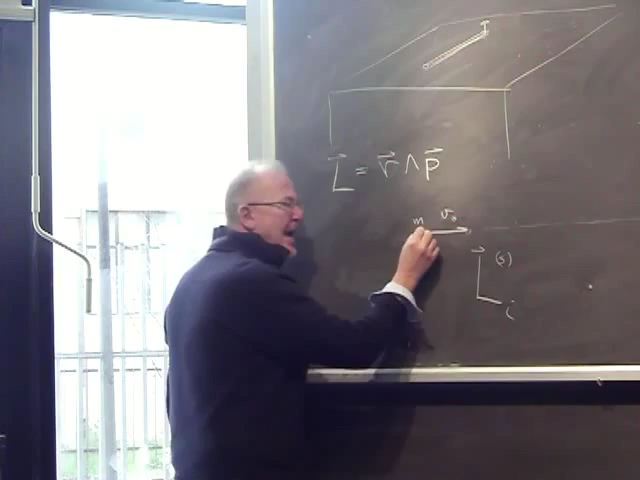 L⃗ = r⃗ ∧ p⃗
m v₀
(s)
i